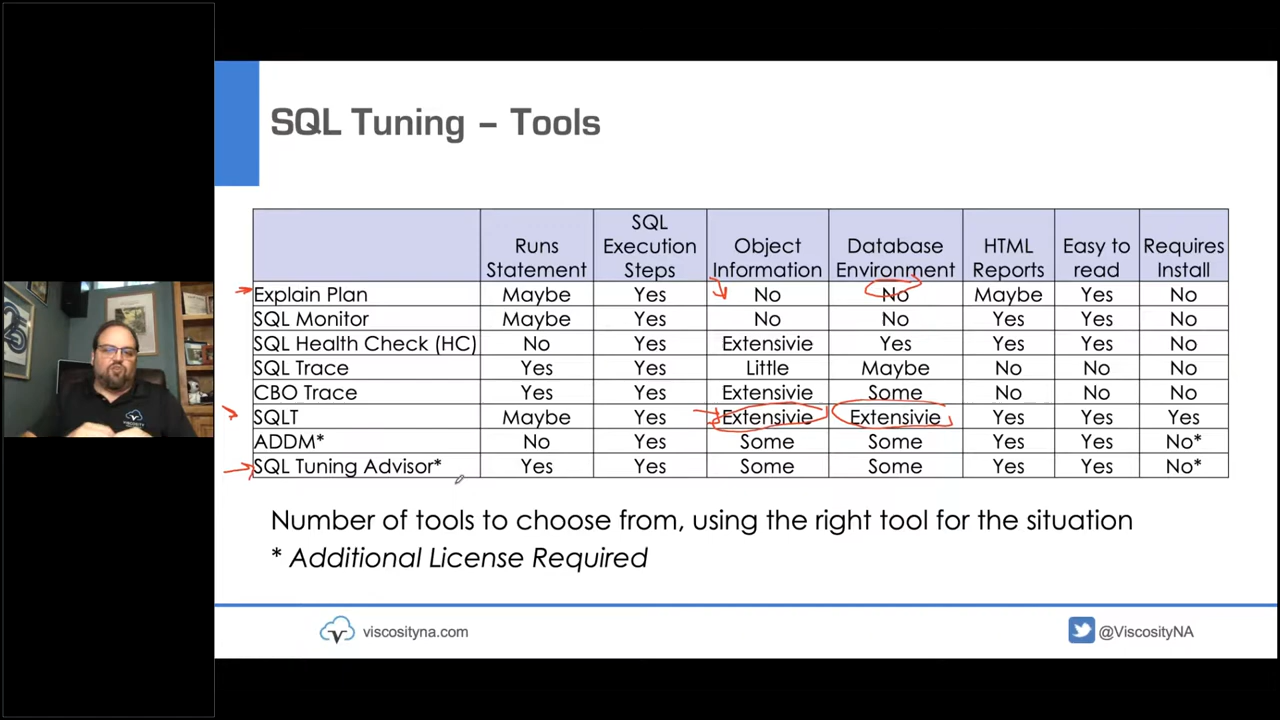 SQL Tuning – Tools
Runs Statement | SQL Execution Steps | Object Information | Database Environment | HTML Reports | Easy to read | Requires Install
Explain Plan | Maybe | Yes | No | No | Maybe | Yes | No
SQL Monitor | Maybe | Yes | No | No | Yes | Yes | No
SQL Health Check (HC) | No | Yes | Extensivie | Yes | Yes | Yes | No
SQL Trace | Yes | Yes | Little | Maybe | No | No | No
CBO Trace | Yes | Yes | Extensivie | Some | No | No | No
SQLT | Maybe | Yes | Extensivie | Extensivie | Yes | Yes | Yes
ADDM* | No | Yes | Some | Some | Yes | Yes | No*
SQL Tuning Advisor* | Yes | Yes | Some | Some | Yes | Yes | No*
Number of tools to choose from, using the right tool for the situation
* Additional License Required
viscosityna.com
@ViscosityNA